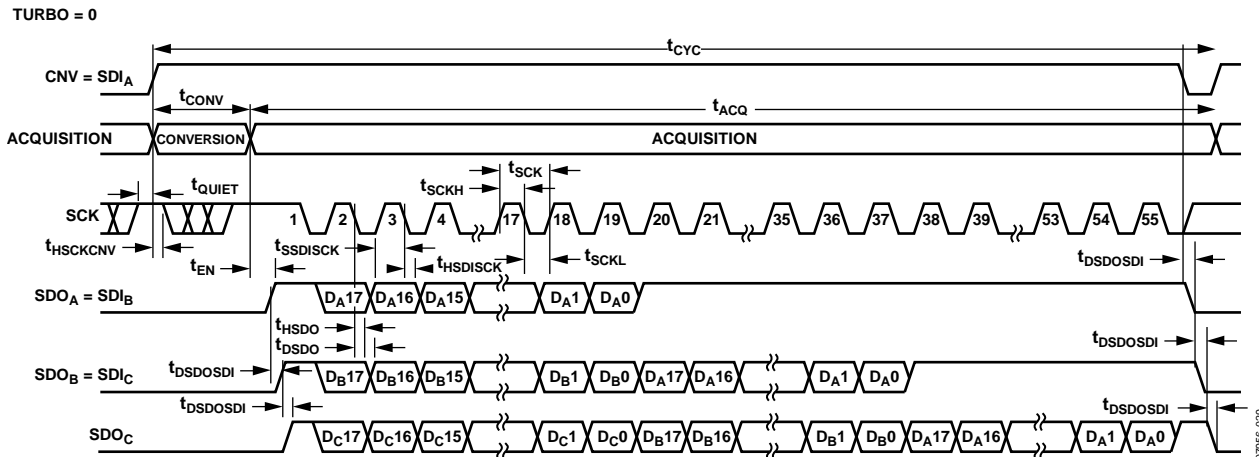 TURBO = 0
tCYC
CNV = SDIA
tCONV
tACQ
ACQUISITION
CONVERSION
ACQUISITION
tSCK
tQUIET
tSCKH
SCK
1 2 3 4 17 18 19 20 21 35 36 37 38 39 53 54 55
tHSCKCNV
tSSDISCK
tHSDISCK
tSCKL
tEN
tDSDOSDI
SDOA = SDIB
DA17 DA16 DA15 DA1 DA0
tHSDO
tDSDO
tDSDOSDI
tDSDOSDI
SDOB = SDIC
DB17 DB16 DB15 DB1 DB0 DA17 DA16 DA1 DA0
tDSDOSDI
tDSDOSDI
SDOC
DC17 DC16 DC15 DC1 DC0 DB17 DB16 DB1 DB0 DA17 DA16 DA1 DA0